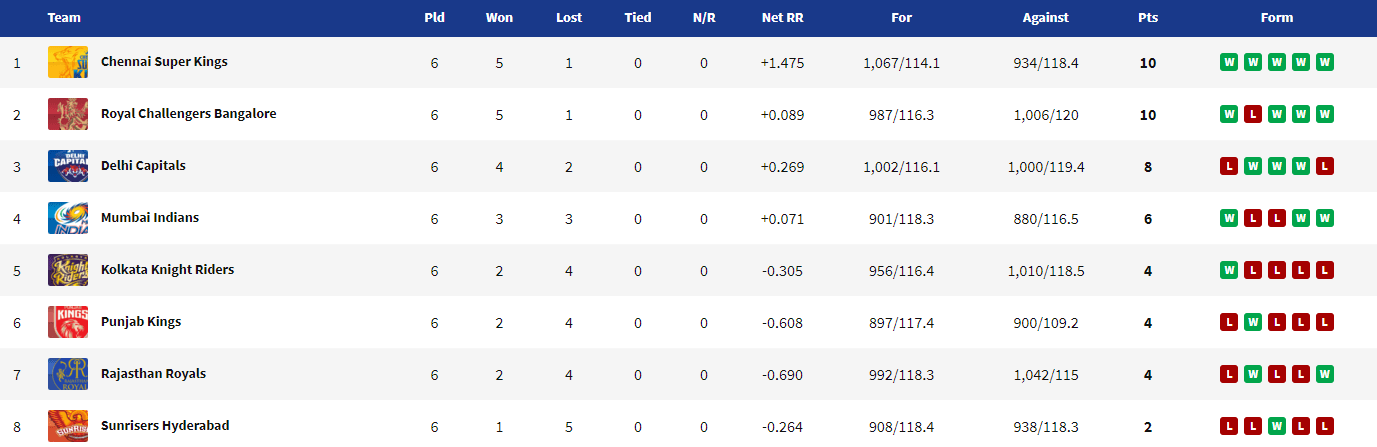 Team Pld Won Lost Tied N/R Net RR For Against Pts Form
1 Chennai Super Kings 6 5 1 0 0 +1.475 1,067/114.1 934/118.4 10 W W W W W
2 Royal Challengers Bangalore 6 5 1 0 0 +0.089 987/116.3 1,006/120 10 W L W W W
3 DELHI CAPITAL Delhi Capitals 6 4 2 0 0 +0.269 1,002/116.1 1,000/119.4 8 L W W W L
4 INDIA Mumbai Indians 6 3 3 0 0 +0.071 901/118.3 880/116.5 6 W L L W W
5 Knight Riders Kolkata Knight Riders 6 2 4 0 0 -0.305 956/116.4 1,010/118.5 4 W L L L L
6 KINGS Punjab Kings 6 2 4 0 0 -0.608 897/117.4 900/109.2 4 L W L L L
7 ROYAL Rajasthan Royals 6 2 4 0 0 -0.690 992/118.3 1,042/115 4 L W L L W
8 SUNRISE Sunrisers Hyderabad 6 1 5 0 0 -0.264 908/118.4 938/118.3 2 L L W L L